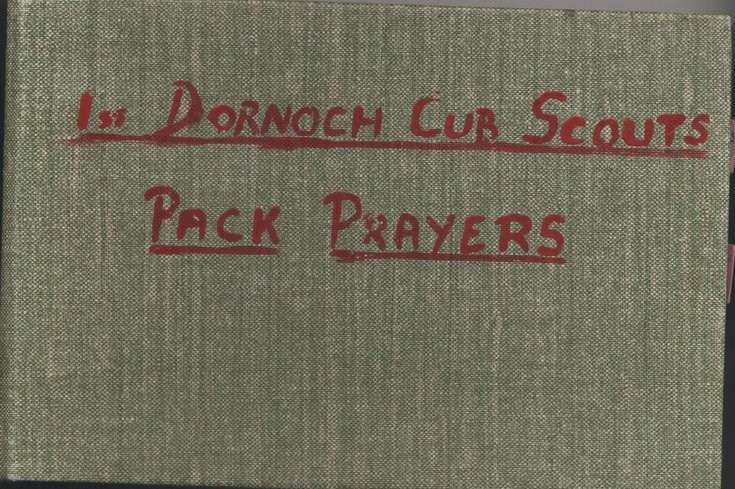 1st DORNOCH CUB SCOUTS
PACK PRAYERS